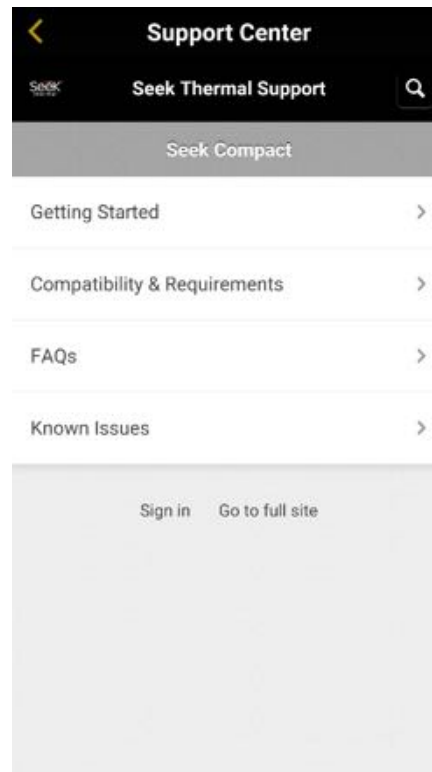 Support Center
Seek Thermal Support
Seek Compact
Getting Started
Compatibility & Requirements
FAQs
Known Issues
Sign in Go to full site